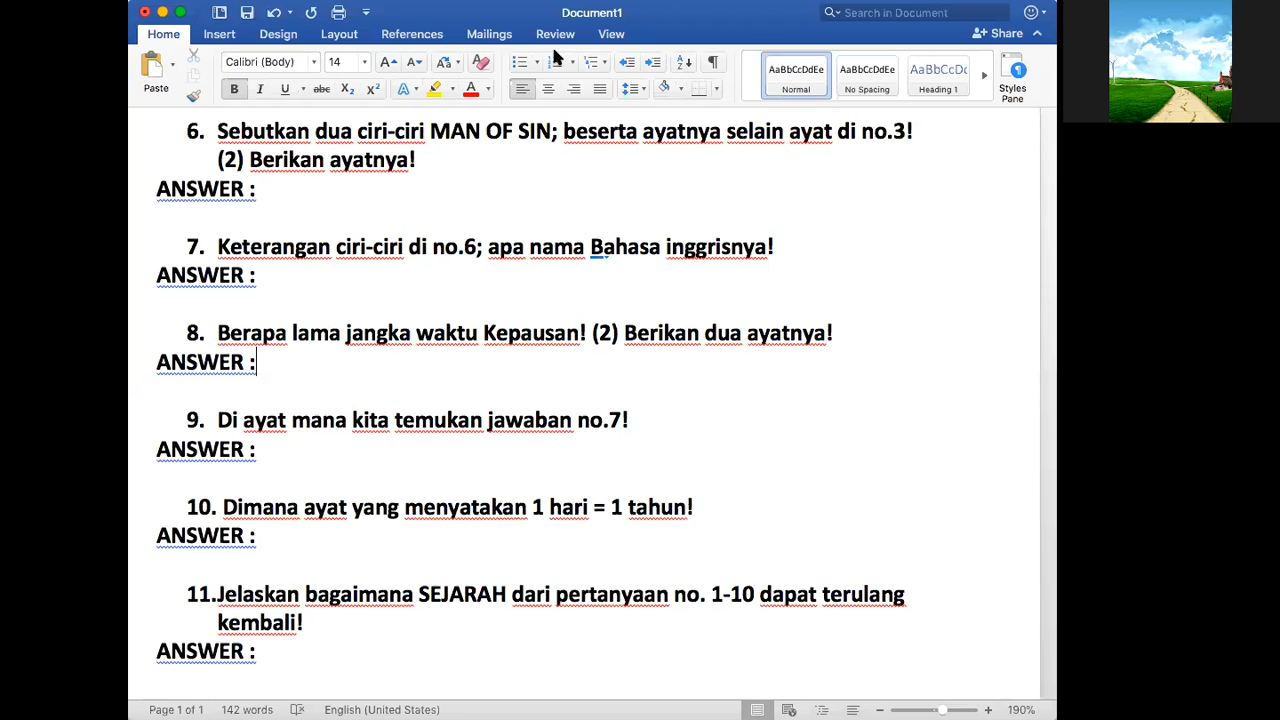 Document1
Search in Document
Home Insert Design Layout References Mailings Review View
Share
Paste
Calibri (Body) 14
AaBbCcDdEe AaBbCcDdEe AaBbCcDc
Normal No Spacing Heading 1
Styles
Pane
6. Sebutkan dua ciri-ciri MAN OF SIN; beserta ayatnya selain ayat di no.3!
(2) Berikan ayatnya!
ANSWER :
7. Keterangan ciri-ciri di no.6; apa nama Bahasa inggrisnya!
ANSWER :
8. Berapa lama jangka waktu Kepausan! (2) Berikan dua ayatnya!
ANSWER :
9. Di ayat mana kita temukan jawaban no.7!
ANSWER :
10. Dimana ayat yang menyatakan 1 hari = 1 tahun!
ANSWER :
11.Jelaskan bagaimana SEJARAH dari pertanyaan no. 1-10 dapat terulang
kembali!
ANSWER :
Page 1 of 1 142 words English (United States) 190%